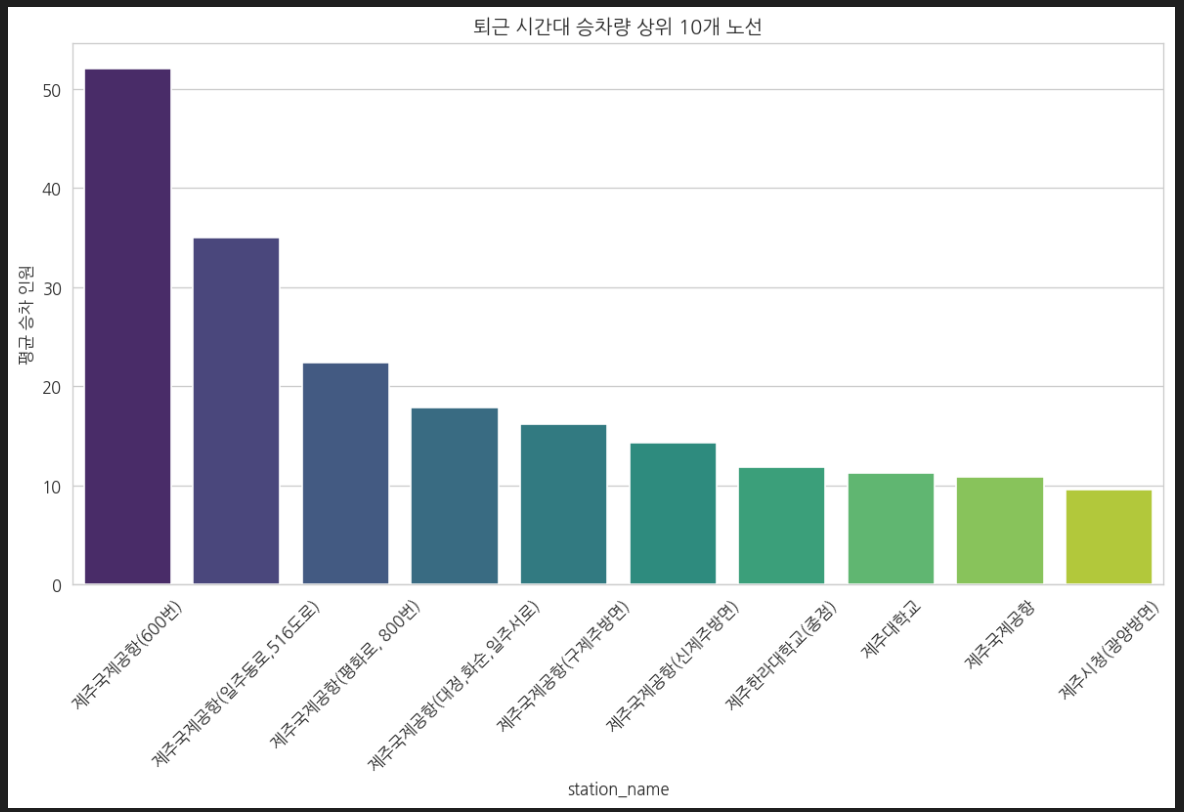 퇴근 시간대 승차량 상위 10개 노선
평균 승차 인원
50
40
30
20
10
0
제주국제공항(600번)
제주국제공항(일주동로,516도로)
제주국제공항(평화로, 800번)
제주국제공항(대정,화순,일주서로)
제주국제공항(구제주방면)
제주국제공항(신제주방면)
제주한라대학교(종점)
제주대학교
제주국제공항
제주시청(광양방면)
station_name